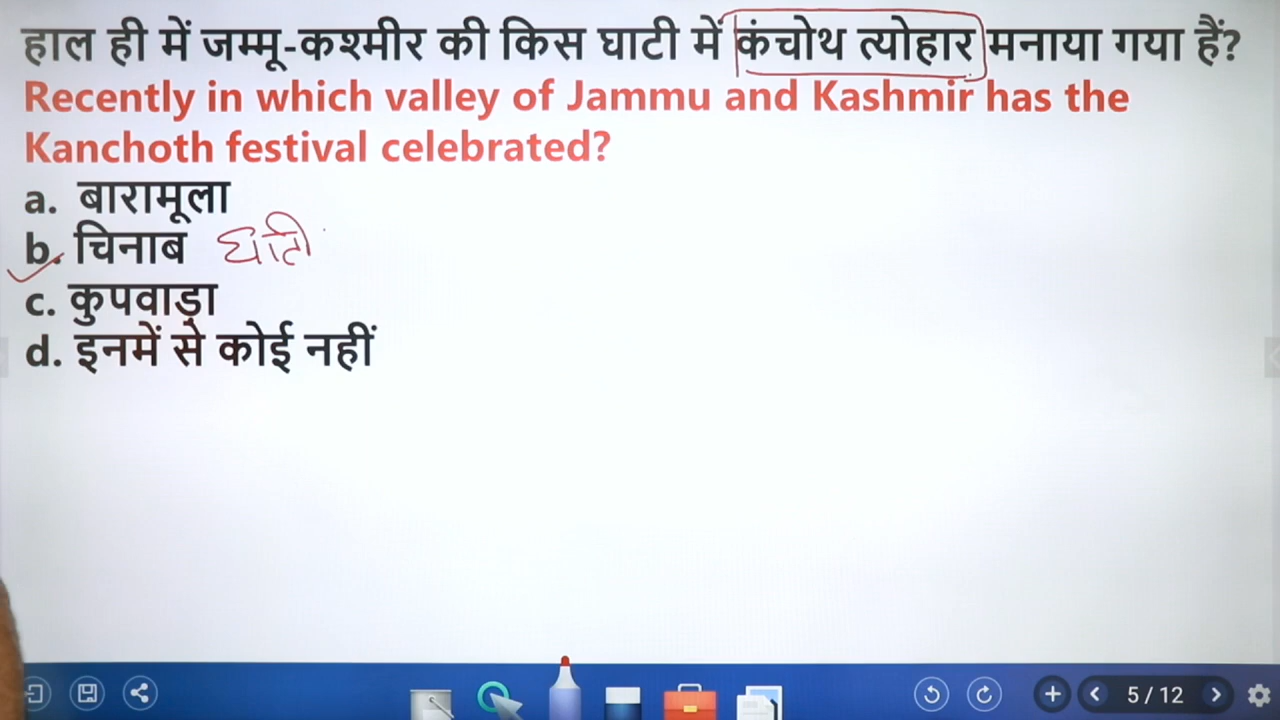 हाल ही में जम्मू-कश्मीर की किस घाटी में कंचोथ त्योहार मनाया गया हैं?
Recently in which valley of Jammu and Kashmir has the
Kanchoth festival celebrated?
a. बारामूला
b. चिनाब घाटी
c. कुपवाड़ा
d. इनमें से कोई नहीं
5 / 12